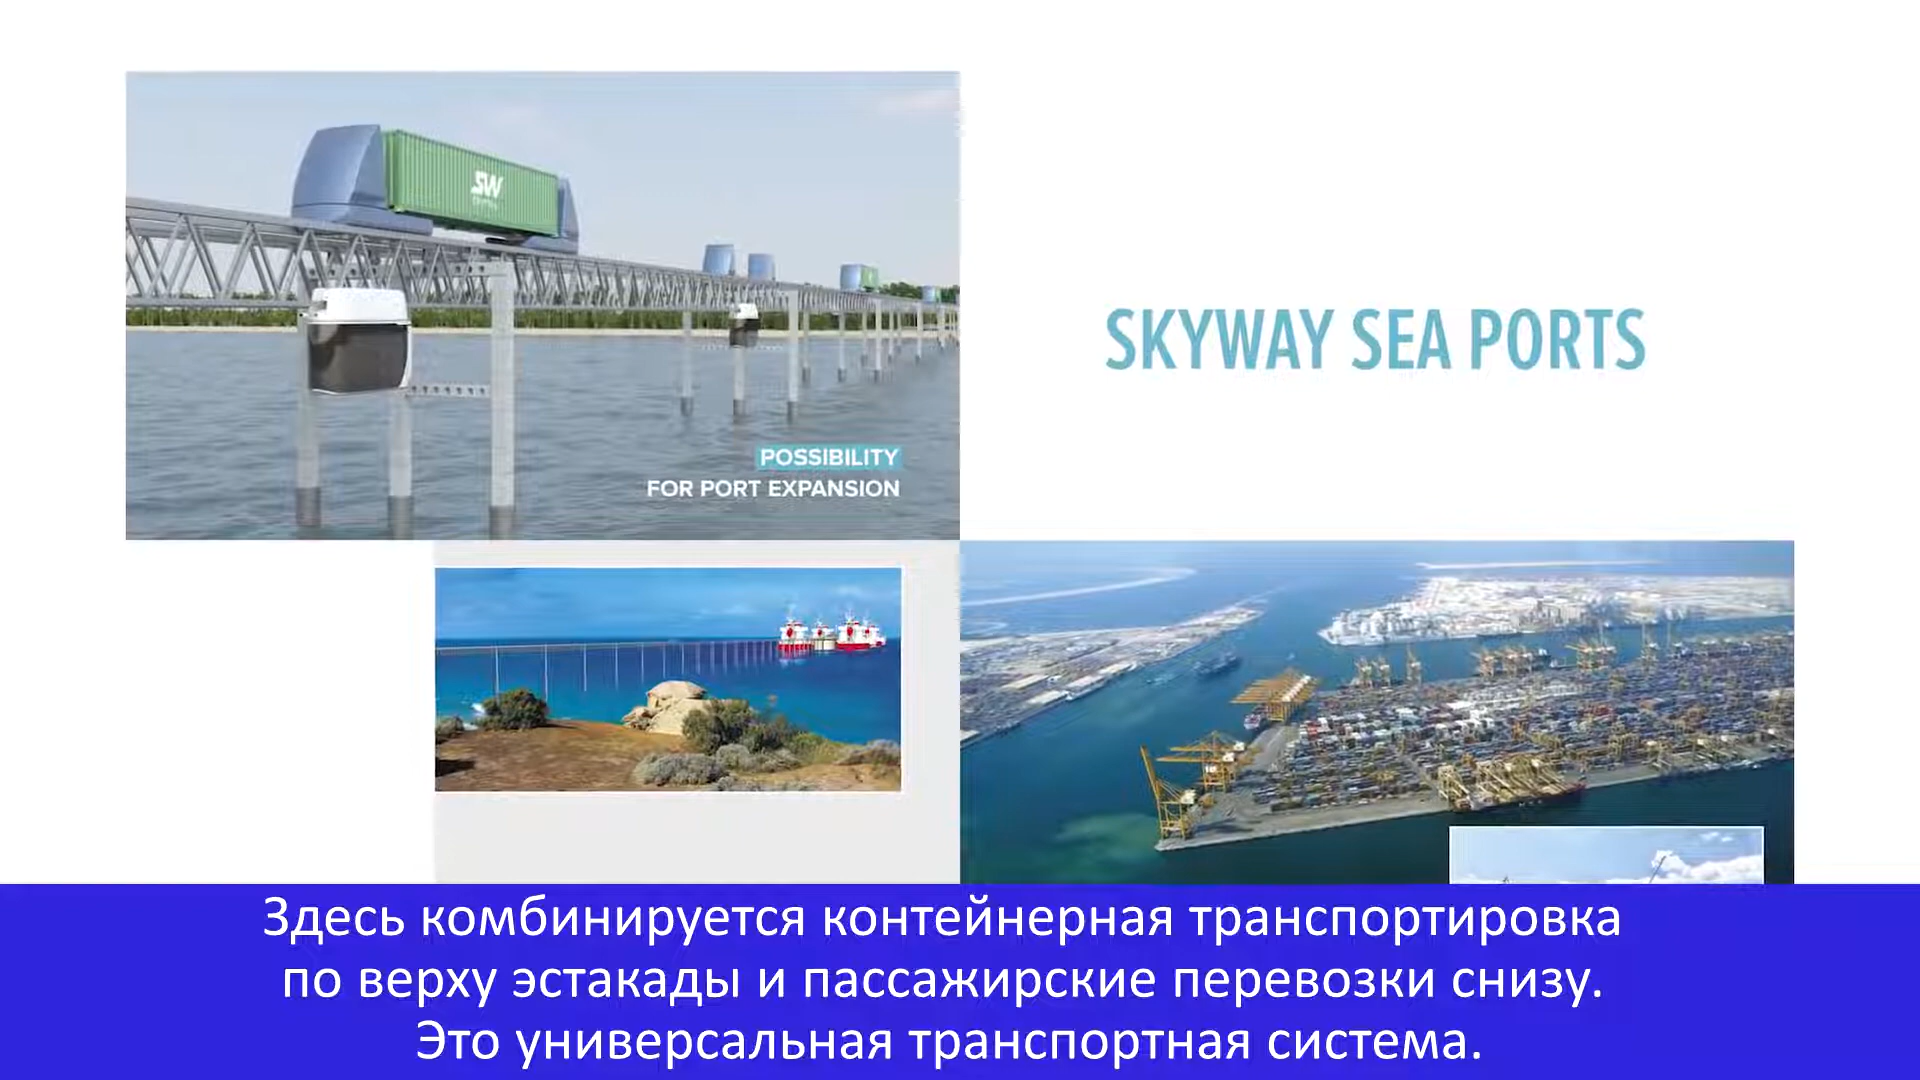 SW
POSSIBILITY
FOR PORT EXPANSION
SKYWAY SEA PORTS
Здесь комбинируется контейнерная транспортировка
по верху эстакады и пассажирские перевозки снизу.
Это универсальная транспортная система.